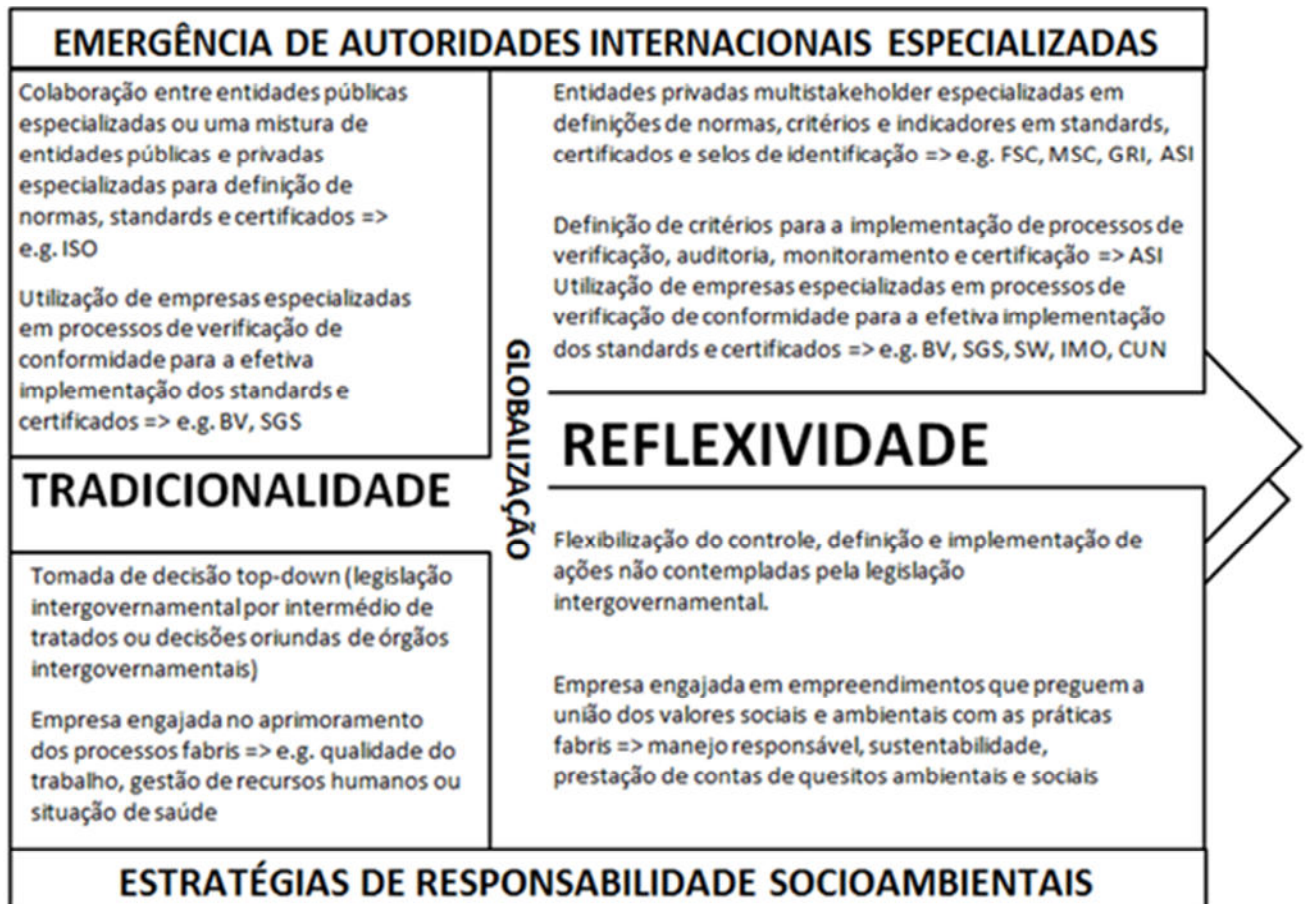 EMERGÊNCIA DE AUTORIDADES INTERNACIONAIS ESPECIALIZADAS
Colaboração entre entidades públicas
especializadas ou uma mistura de
entidades públicas e privadas
especializadas para definição de
normas, standards e certificados =>
e.g. ISO
Utilização de empresas especializadas
em processos de verificação de
conformidade para a efetiva
implementação dos standards e
certificados => e.g. BV, SGS
TRADICIONALIDADE
Tomada de decisão top-down (legislação
intergovernamental por intermédio de
tratados ou decisões oriundas de órgãos
intergovernamentais)
Empresa engajada no aprimoramento
dos processos fabris => e.g. qualidade do
trabalho, gestão de recursos humanos ou
situação de saúde
GLOBALIZAÇÃO
Entidades privadas multistakeholder especializadas em
definições de normas, critérios e indicadores em standards,
certificados e selos de identificação => e.g. FSC, MSC, GRI, ASI
Definição de critérios para a implementação de processos de
verificação, auditoria, monitoramento e certificação => ASI
Utilização de empresas especializadas em processos de
verificação de conformidade para a efetiva implementação
dos standards e certificados => e.g. BV, SGS, SW, IMO, CUN
REFLEXIVIDADE
Flexibilização do controle, definição e implementação de
ações não contempladas pela legislação
intergovernamental.
Empresa engajada em empreendimentos que preguem a
união dos valores sociais e ambientais com as práticas
fabris => manejo responsável, sustentabilidade,
prestação de contas de quesitos ambientais e sociais
ESTRATÉGIAS DE RESPONSABILIDADE SOCIOAMBIENTAIS